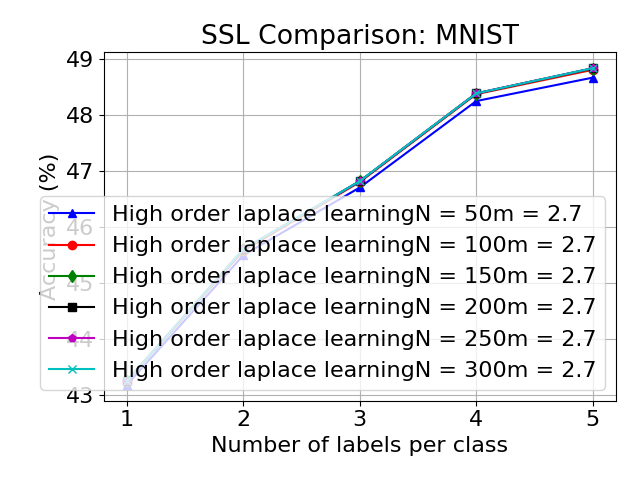 SSL Comparison: MNIST
49
48
47
46
45
44
43
Accuracy (%)
High order laplace learningN = 50m = 2.7
High order laplace learningN = 100m = 2.7
High order laplace learningN = 150m = 2.7
High order laplace learningN = 200m = 2.7
High order laplace learningN = 250m = 2.7
High order laplace learningN = 300m = 2.7
1 2 3 4 5
Number of labels per class